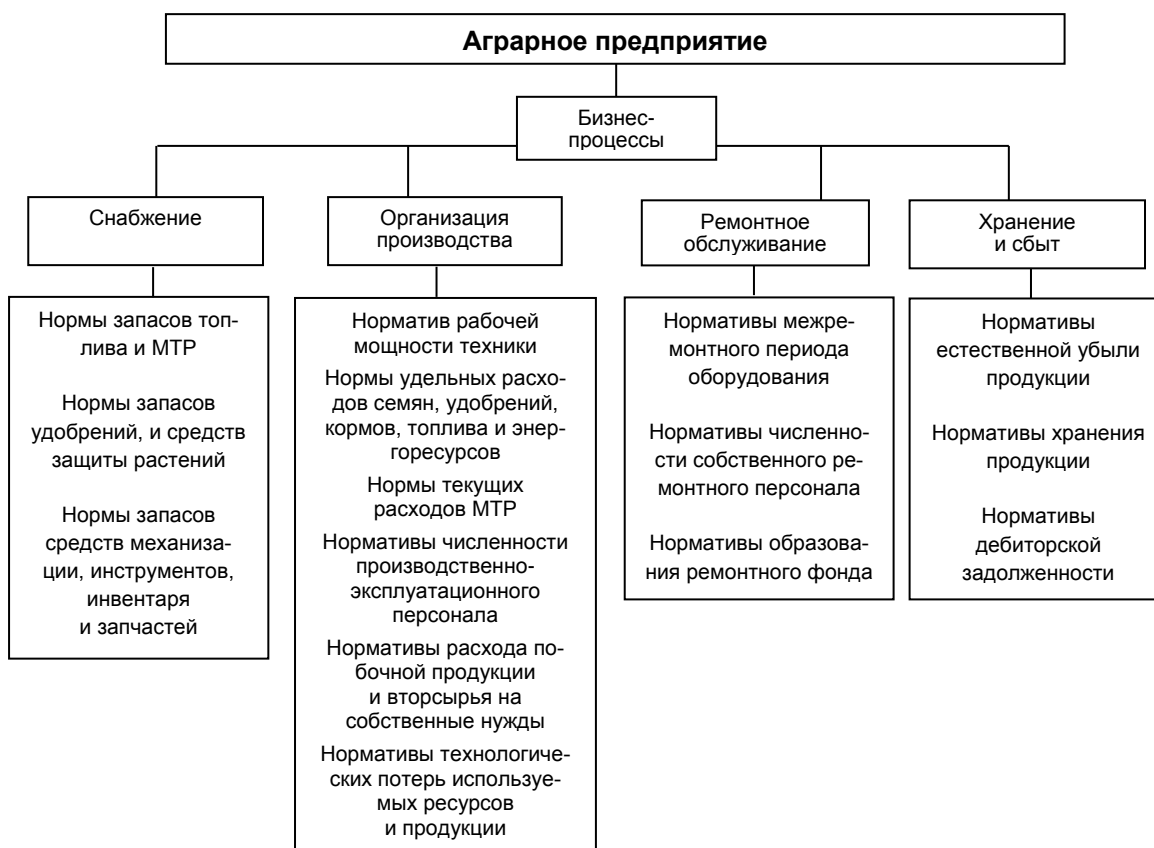 Аграрное предприятие
Бизнес-
процессы
Снабжение
Организация
производства
Ремонтное
обслуживание
Хранение
и сбыт
Нормы запасов топ-
лива и МТР
Нормы запасов
удобрений, и средств
защиты растений
Нормы запасов
средств механиза-
ции, инструментов,
инвентаря
и запчастей
Норматив рабочей
мощности техники
Нормы удельных расхо-
дов семян, удобрений,
кормов, топлива и энер-
горесурсов
Нормы текущих
расходов МТР
Нормативы численности
производственно-
эксплуатационного
персонала
Нормативы расхода по-
бочной продукции
и вторсырья на
собственные нужды
Нормативы технологиче-
ских потерь используе-
мых ресурсов
и продукции
Нормативы межре-
монтного периода
оборудования
Нормативы численно-
сти собственного ре-
монтного персонала
Нормативы образова-
ния ремонтного фонда
Нормативы
естественной убыли
продукции
Нормативы хранения
продукции
Нормативы
дебиторской
задолженности